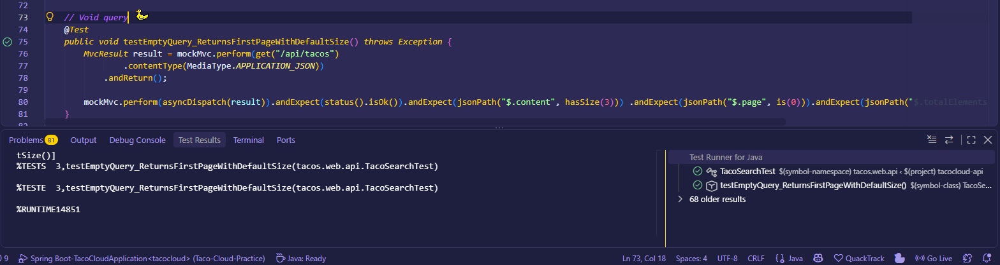 72
73 // Void query
74 @Test
75 public void testEmptyQuery_ReturnsFirstPageWithDefaultSize() throws Exception {
76 MvcResult result = mockMvc.perform(get("/api/tacos")
77 .contentType(MediaType.APPLICATION_JSON))
78 .andReturn();
79
80 mockMvc.perform(asyncDispatch(result)).andExpect(status().isOk()).andExpect(jsonPath("$.content", hasSize(3))) .andExpect(jsonPath("$.page", is(0))).andExpect(jsonPath("$.totalElements
81 }
82
Problems 81 Output Debug Console Test Results Terminal Ports
tSize()]
%TESTS 3,testEmptyQuery_ReturnsFirstPageWithDefaultSize(tacos.web.api.TacoSearchTest)
%TESTE 3,testEmptyQuery_ReturnsFirstPageWithDefaultSize(tacos.web.api.TacoSearchTest)
%RUNTIME14851
Test Runner for Java
TacoSearchTest $(symbol-namespace) tacos.web.api ‹ $(project) tacocloud-api
testEmptyQuery_ReturnsFirstPageWithDefaultSize() $(symbol-class) TacoSe...
68 older results
9 Spring Boot-TacoCloudApplication<tacocloud> (Taco-Cloud-Practice) Java: Ready Ln 73, Col 18 Spaces: 4 UTF-8 CRLF {} Java QuackTrack Go Live